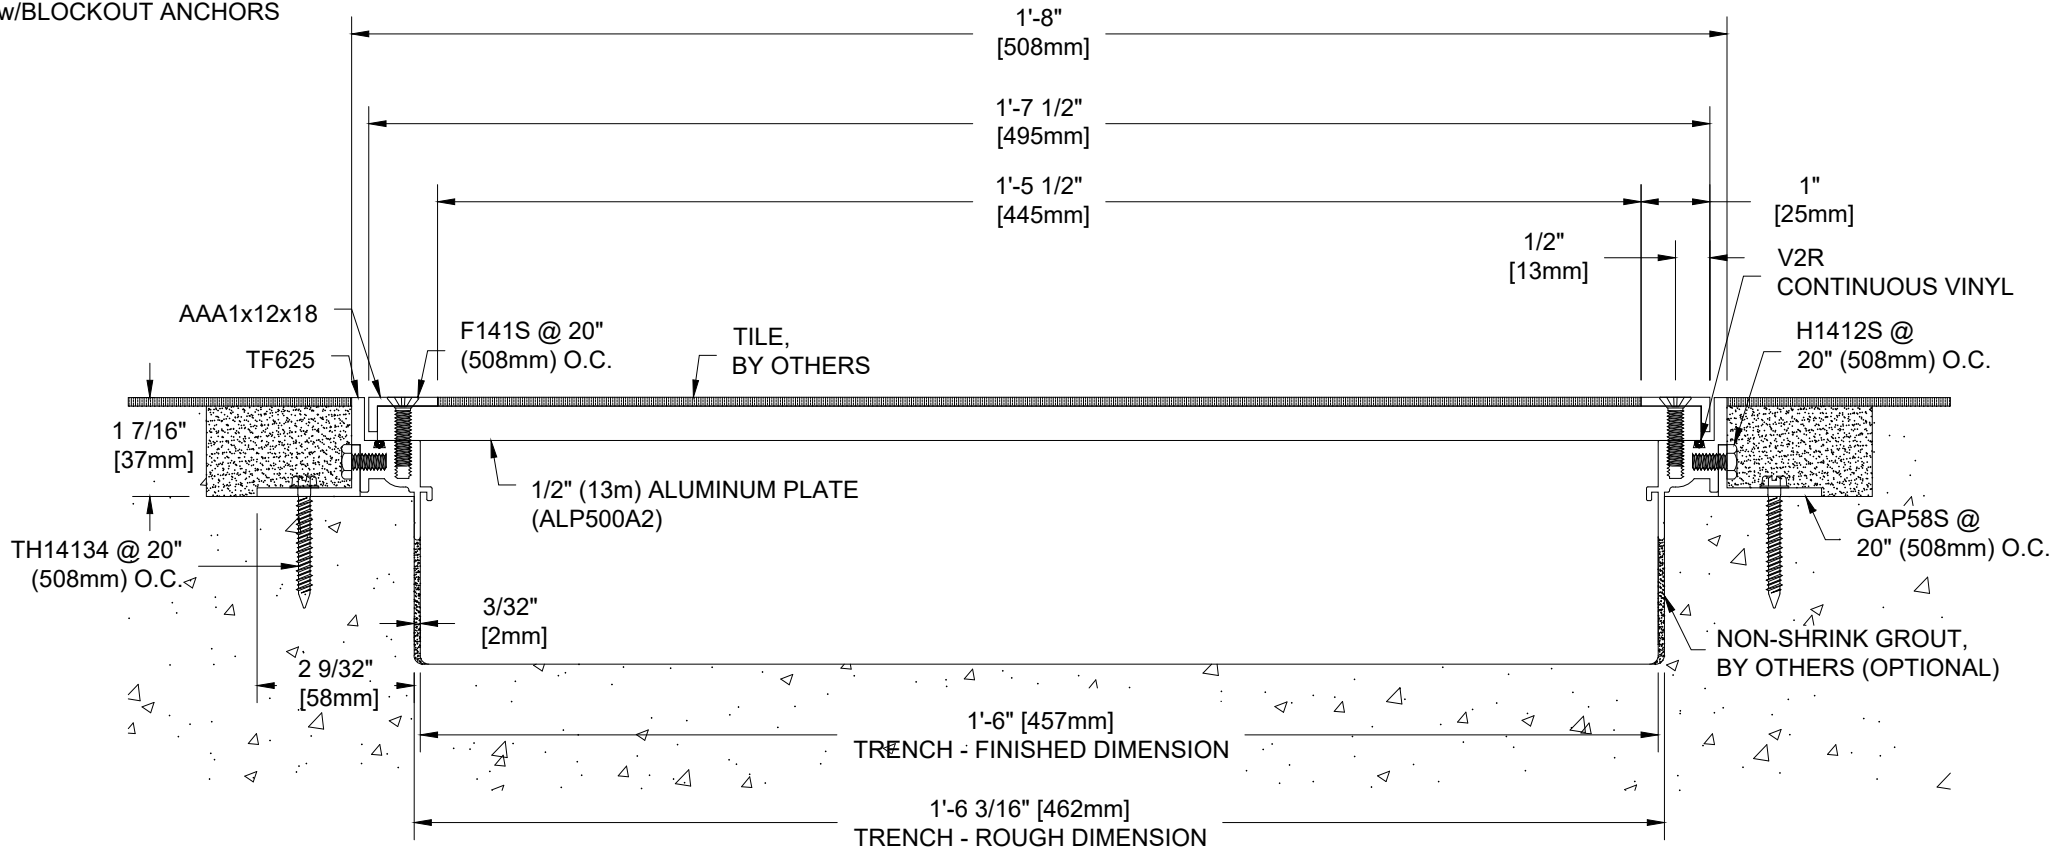 w/BLOCKOUT ANCHORS
1'-8"
[508mm]
1'-7 1/2"
[495mm]
1'-5 1/2"
[445mm]
1"
[25mm]
1/2"
[13mm]
V2R
CONTINUOUS VINYL
AAA1x12x18
TF625
F141S @ 20"
(508mm) O.C.
TILE,
BY OTHERS
H1412S @
20" (508mm) O.C.
1 7/16"
[37mm]
1/2" (13m) ALUMINUM PLATE
(ALP500A2)
GAP58S @
20" (508mm) O.C.
TH14134 @ 20"
(508mm) O.C.
3/32"
[2mm]
NON-SHRINK GROUT,
BY OTHERS (OPTIONAL)
2 9/32"
[58mm]
1'-6" [457mm]
TRENCH - FINISHED DIMENSION
1'-6 3/16" [462mm]
TRENCH - ROUGH DIMENSION